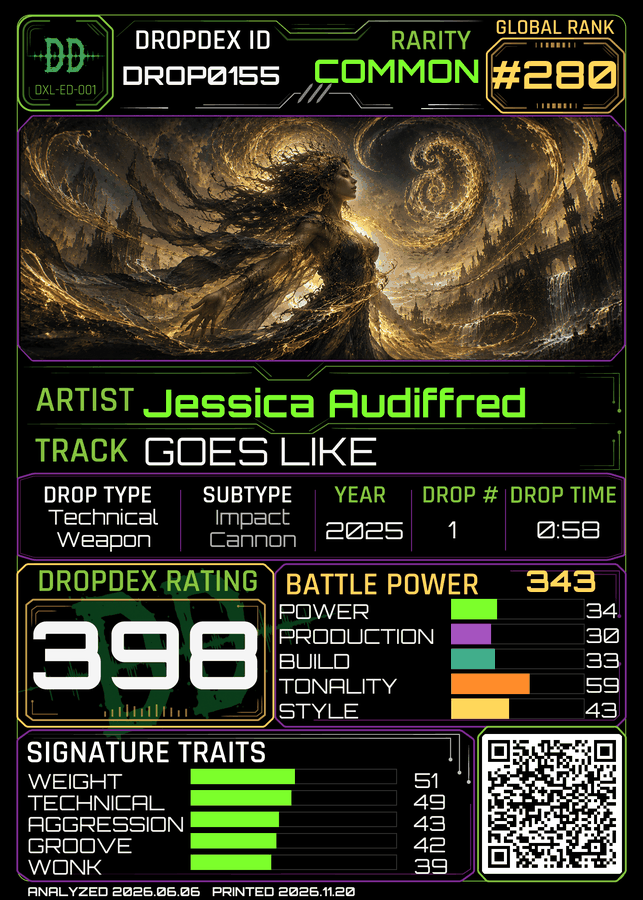 DD
DXL-ED-001
DROPDEX ID
DROP0155
RARITY
COMMON
GLOBAL RANK
#280
ARTIST Jessica Audiffred
TRACK GOES LIKE
DROP TYPE
Technical
Weapon
SUBTYPE
Impact
Cannon
YEAR
2025
DROP #
1
DROP TIME
0:58
DROPDEX RATING
398
BATTLE POWER 343
POWER 34
PRODUCTION 30
BUILD 33
TONALITY 59
STYLE 43
SIGNATURE TRAITS
WEIGHT 51
TECHNICAL 49
AGGRESSION 43
GROOVE 42
WONK 39
ANALYZED 2026.06.06 PRINTED 2026.11.20